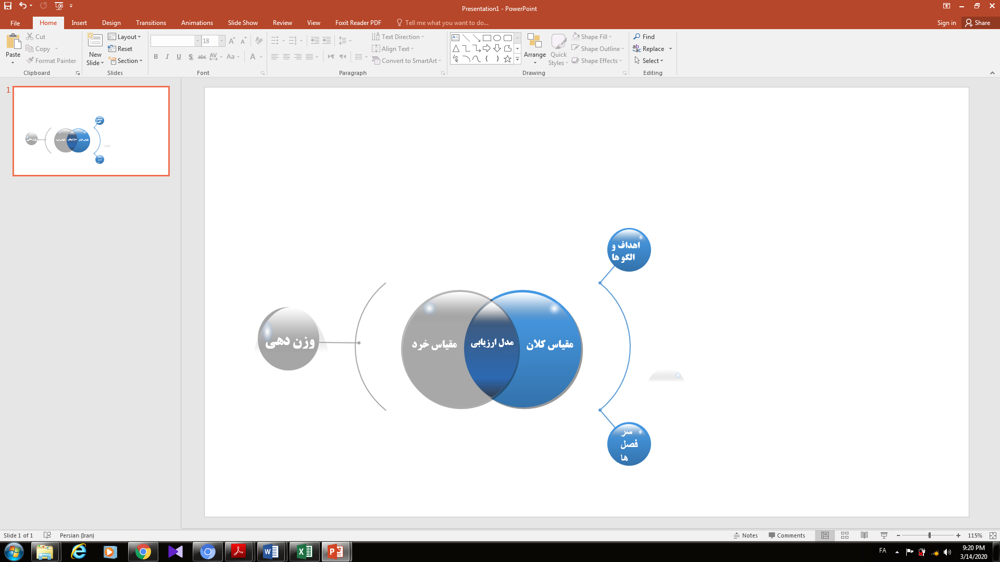 Presentation1 - PowerPoint
File
Home
Insert
Design
Transitions
Animations
Slide Show
Review
View
Foxit Reader PDF
Tell me what you want to do...
Sign in
Share
Paste
Cut
Copy
Format Painter
Clipboard
New
Slide
Layout
Reset
Section
Slides
18
B I U S abc AV Aa A
Font
Text Direction
Align Text
Convert to SmartArt
Paragraph
Arrange
Quick
Styles
Shape Fill
Shape Outline
Shape Effects
Drawing
Find
Replace
Select
Editing
1
اهداف و
الگو ها
مقیاس کلان
مدل ارزیابی
مقیاس خرد
وزن دهی
سر
فصل
ها
Slide 1 of 1
Persian (Iran)
Notes
Comments
115%
FA
9:20 PM
3/14/2020